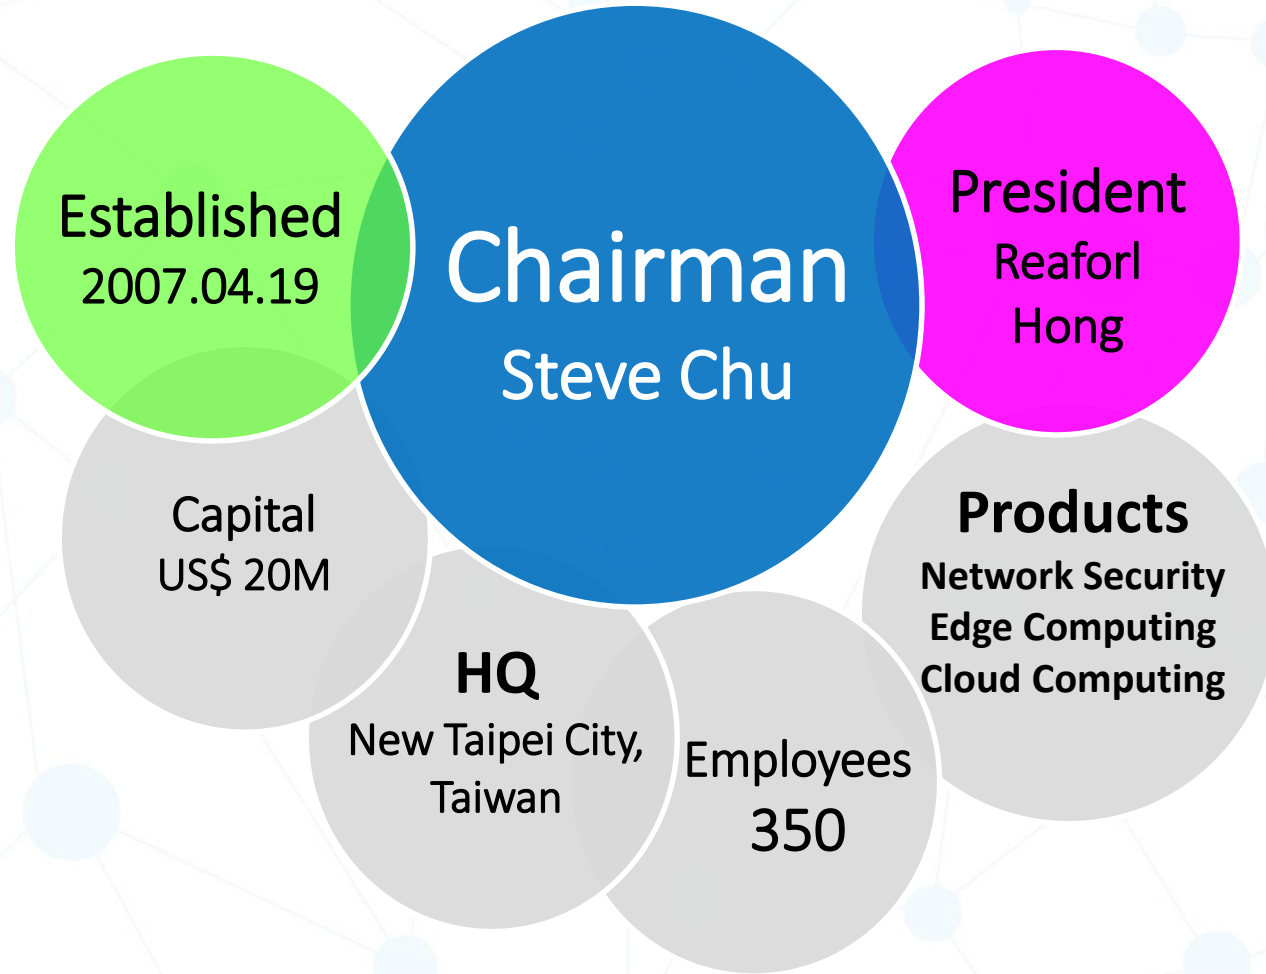 Established
2007.04.19
Chairman
Steve Chu
President
Reaforl
Hong
Capital
US$ 20M
HQ
New Taipei City,
Taiwan
Employees
350
Products
Network Security
Edge Computing
Cloud Computing